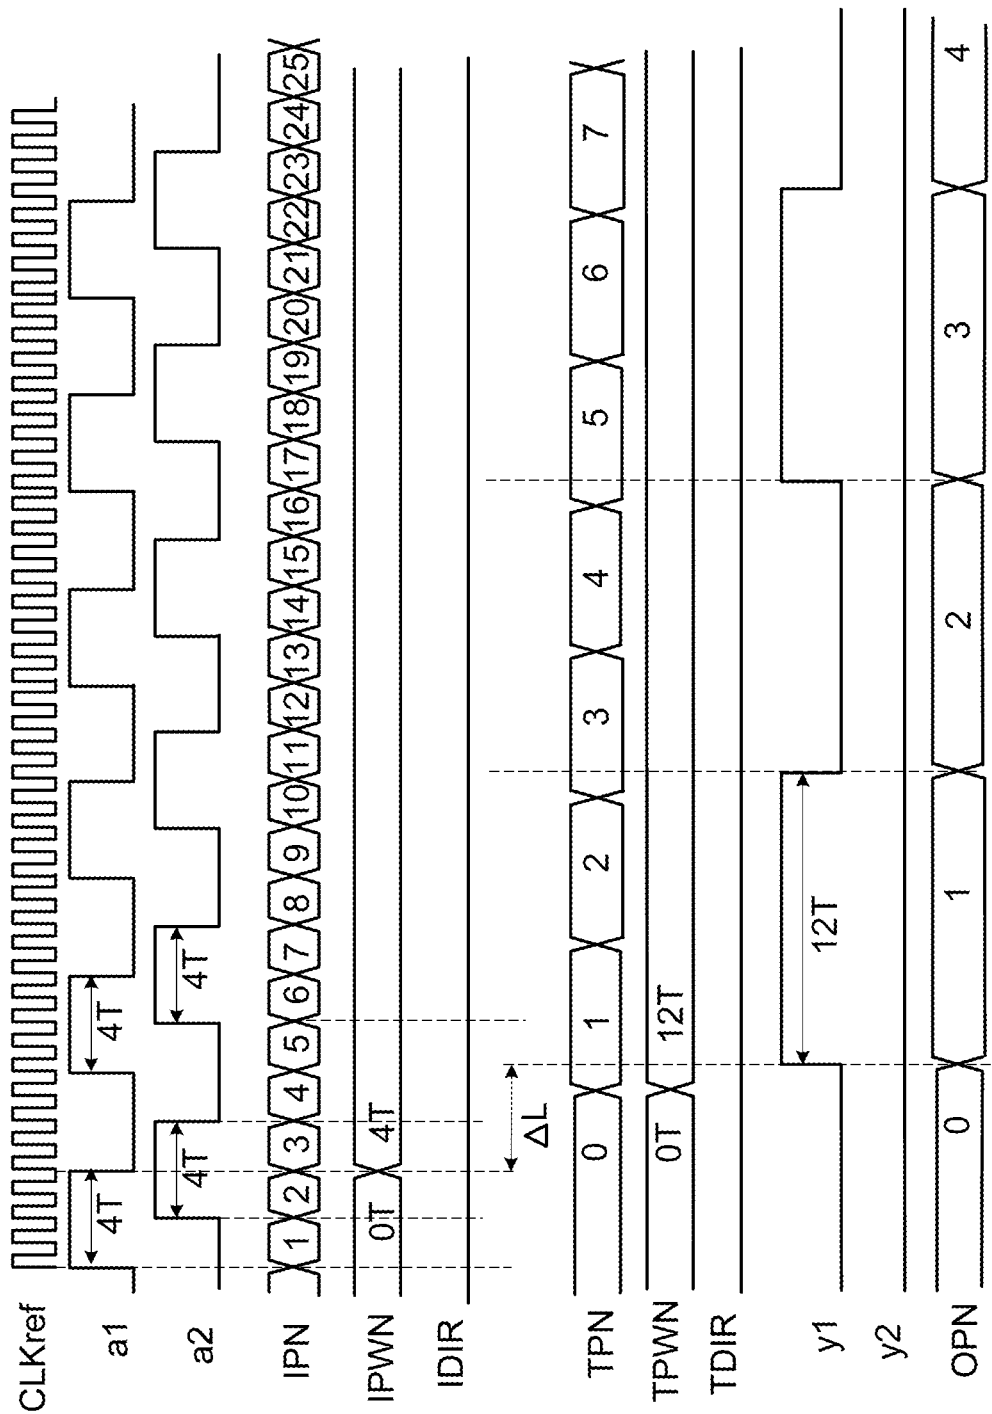 CLKref
a1 4T 4T
a2 4T 4T
IPN 1 2 3 4 5 6 7 8 9 10 11 12 13 14 15 16 17 18 19 20 21 22 23 24 25
IPWN 0T 4T
IDIR
ΔL
TPN 0 1 2 3 4 5 6 7
TPWN 0T 12T
TDIR
y1 12T
y2
OPN 0 1 2 3 4